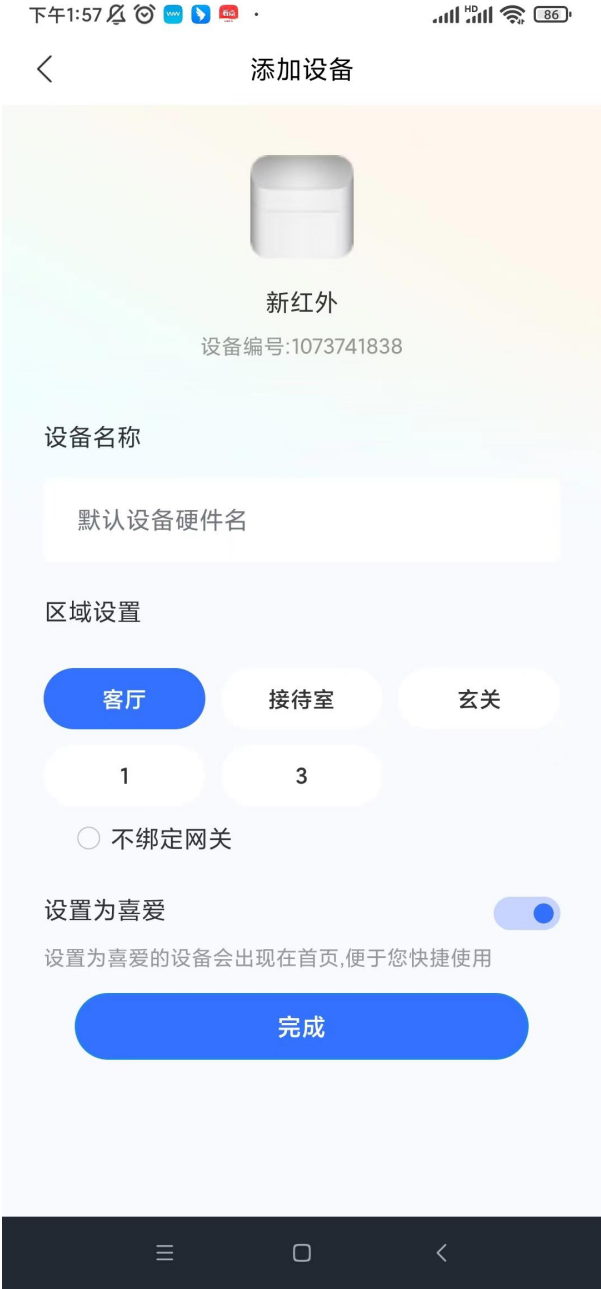 下午1:57 HD 86
添加设备
新红外
设备编号:1073741838
设备名称
默认设备硬件名
区域设置
客厅 接待室 玄关
1 3
不绑定网关
设置为喜爱
设置为喜爱的设备会出现在首页,便于您快捷使用
完成